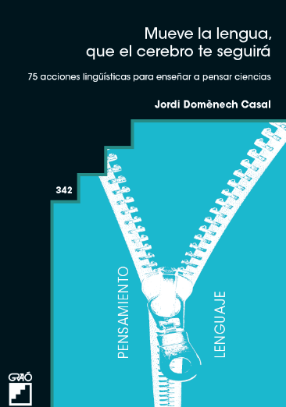 Mueve la lengua,
que el cerebro te seguirá
75 acciones lingüísticas para enseñar a pensar ciencias
Jordi Domènech Casal
342
PENSAMIENTO
LENGUAJE
GRAÓ